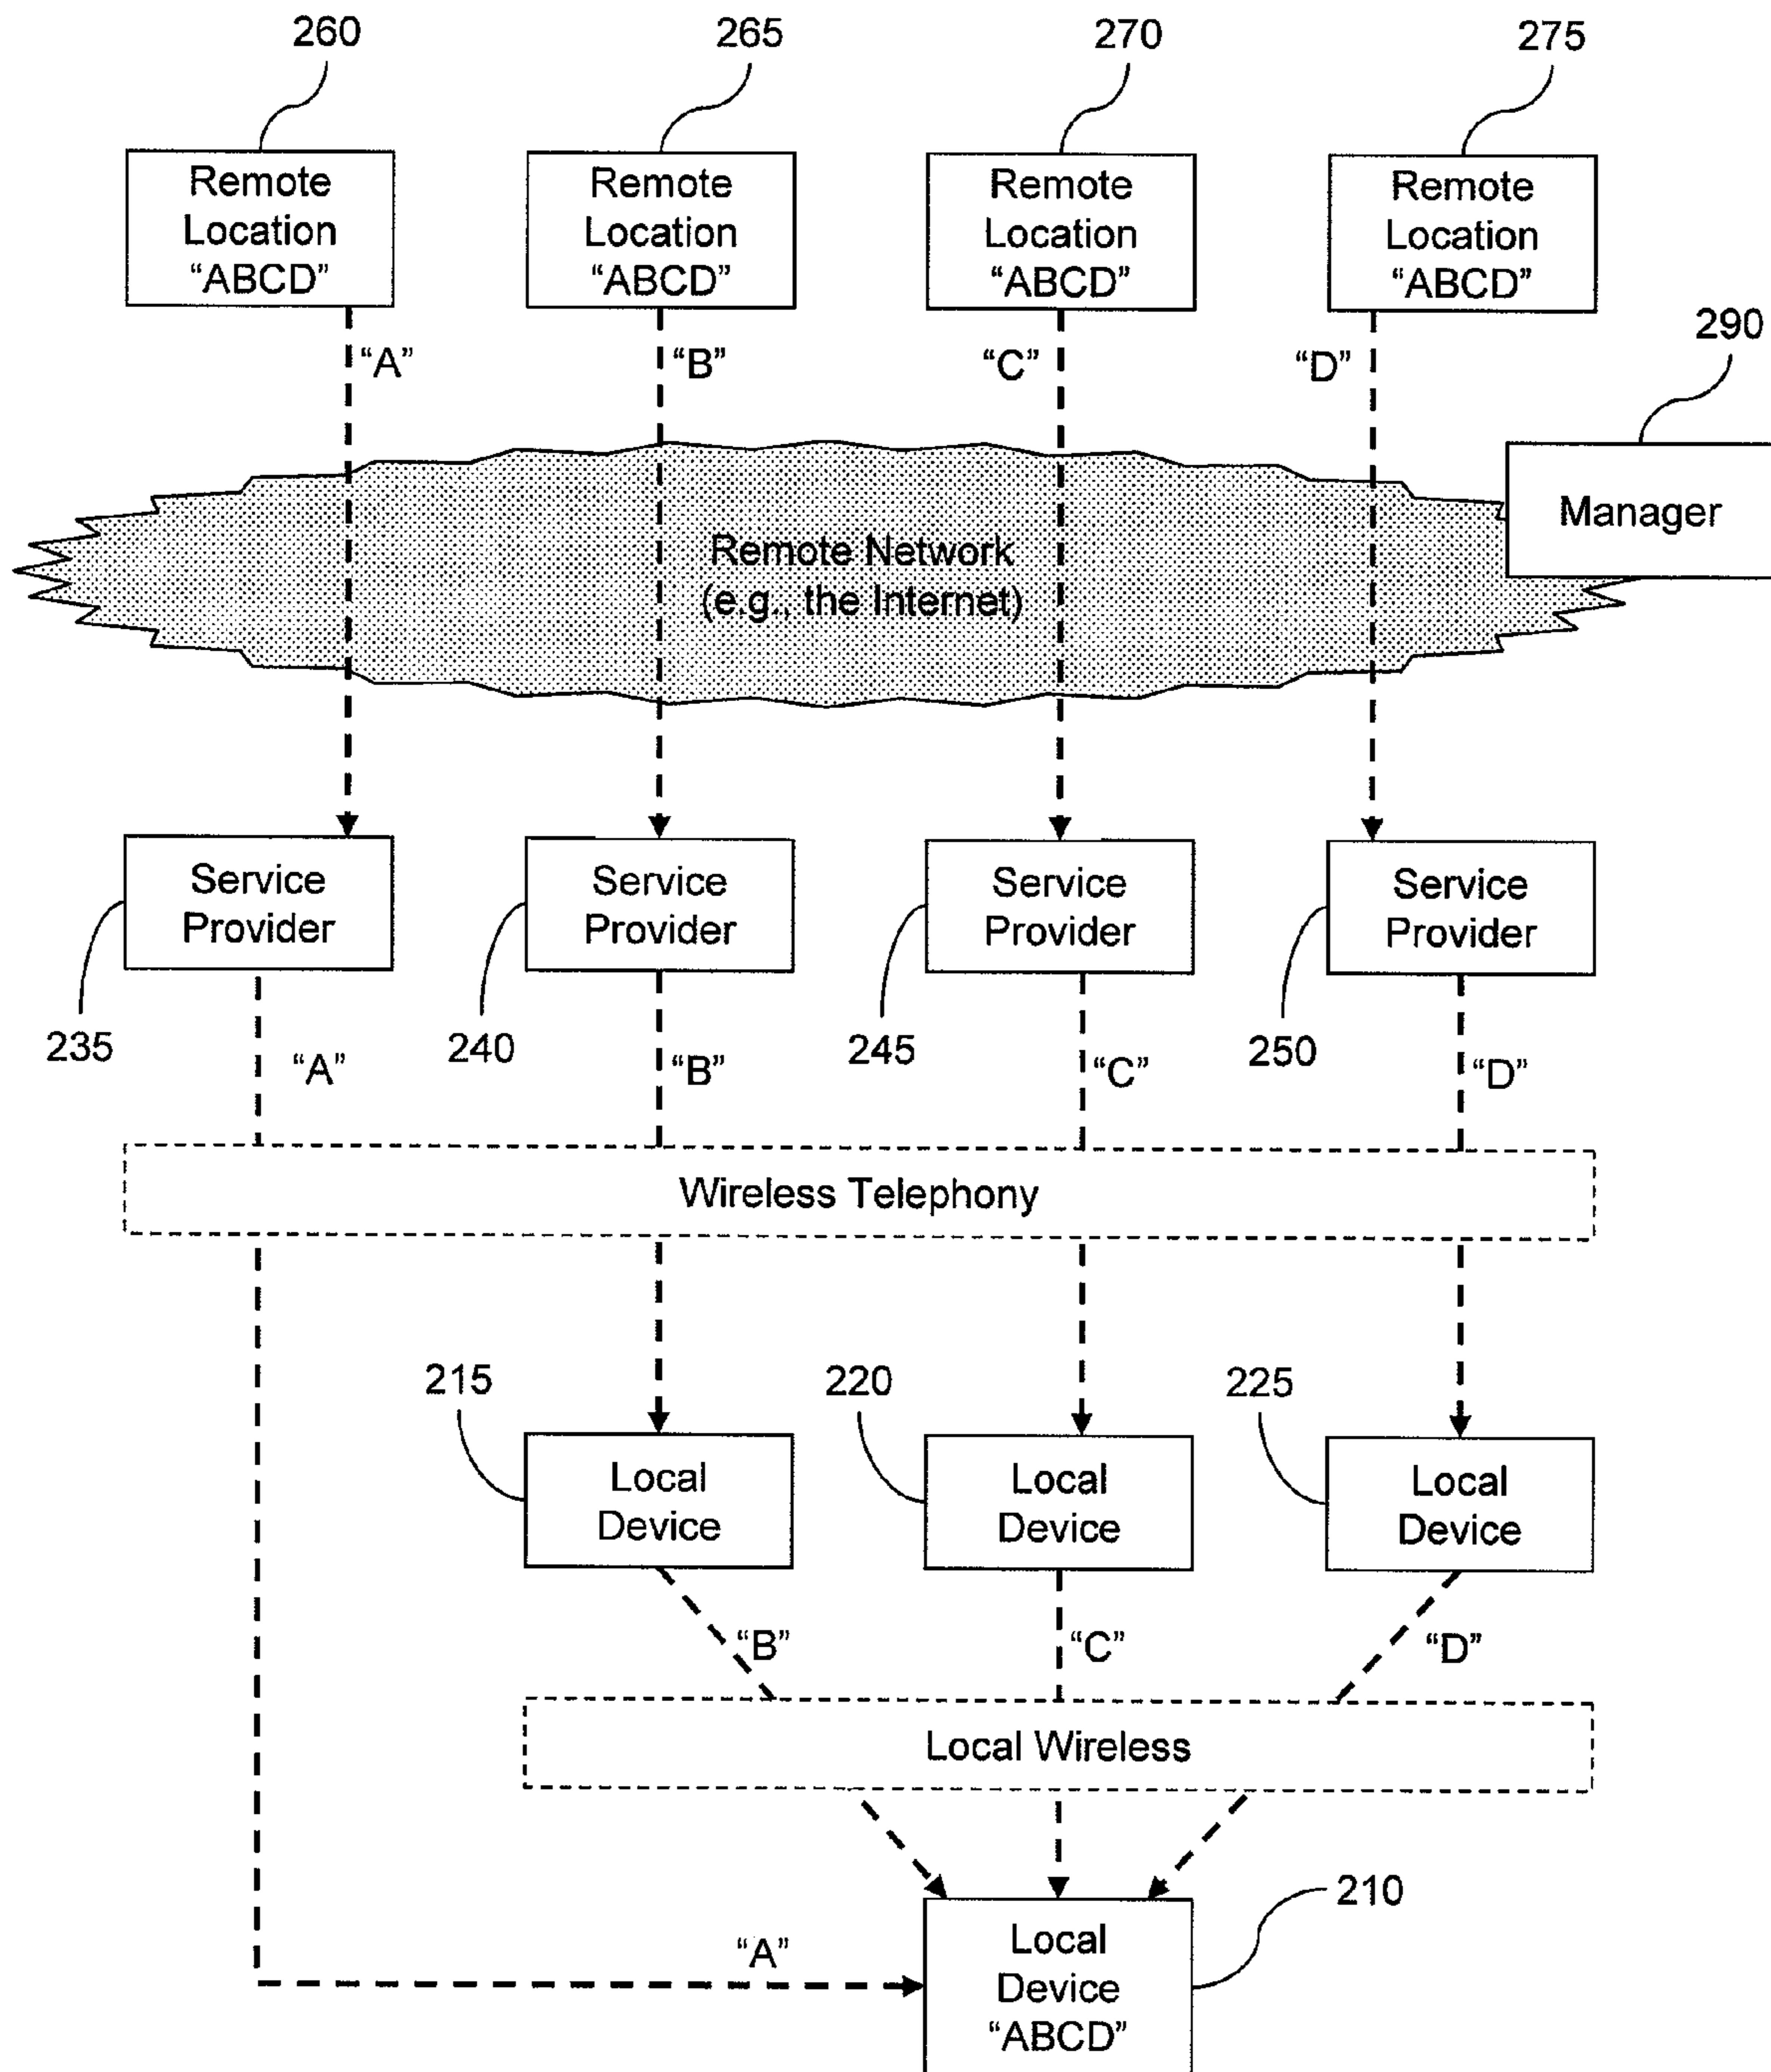 260
265
270
275
Remote
Location
“ABCD”
Remote
Location
“ABCD”
Remote
Location
“ABCD”
Remote
Location
“ABCD”
“A”
“B”
“C”
“D”
290
Manager
Remote Network
(e.g., the Internet)
Service
Provider
Service
Provider
Service
Provider
Service
Provider
235
240
245
250
“A”
“B”
“C”
“D”
Wireless Telephony
215
220
225
Local
Device
Local
Device
Local
Device
“B”
“C”
“D”
Local Wireless
210
“A”
Local
Device
“ABCD”